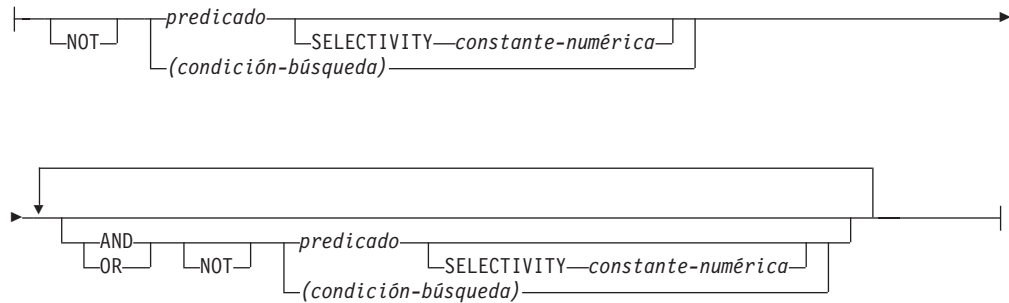 predicado
NOT SELECTIVITY constante-numérica
(condición-búsqueda)
AND predicado
OR NOT SELECTIVITY constante-numérica
(condición-búsqueda)